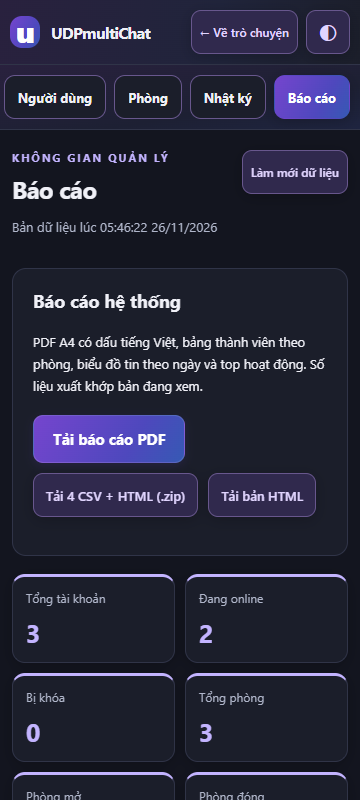 u UDPmultiChat ← Về trò chuyện
Người dùng Phòng Nhật ký Báo cáo
KHÔNG GIAN QUẢN LÝ
Làm mới dữ liệu
Báo cáo
Bản dữ liệu lúc 05:46:22 26/11/2026
Báo cáo hệ thống
PDF A4 có dấu tiếng Việt, bảng thành viên theo
phòng, biểu đồ tin theo ngày và top hoạt động. Số
liệu xuất khớp bản đang xem.
Tải báo cáo PDF
Tải 4 CSV + HTML (.zip) Tải bản HTML
Tổng tài khoản
3
Đang online
2
Bị khóa
0
Tổng phòng
3
Phòng mở
Phòng đóng